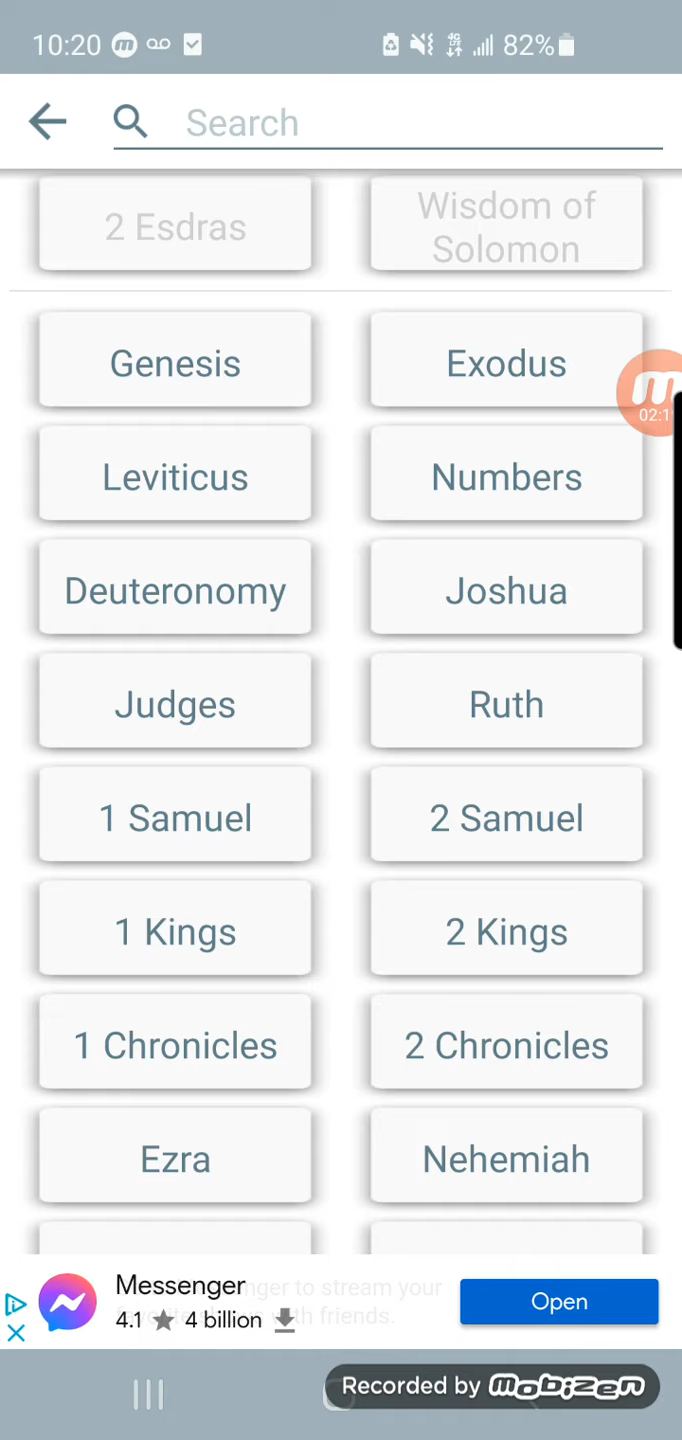 10:20 82%
Search
2 Esdras
Wisdom of
Solomon
Genesis
Exodus
Leviticus
Numbers
Deuteronomy
Joshua
Judges
Ruth
1 Samuel
2 Samuel
1 Kings
2 Kings
1 Chronicles
2 Chronicles
Ezra
Nehemiah
Messenger
4.1 ★ 4 billion
Open
Recorded by mobizen